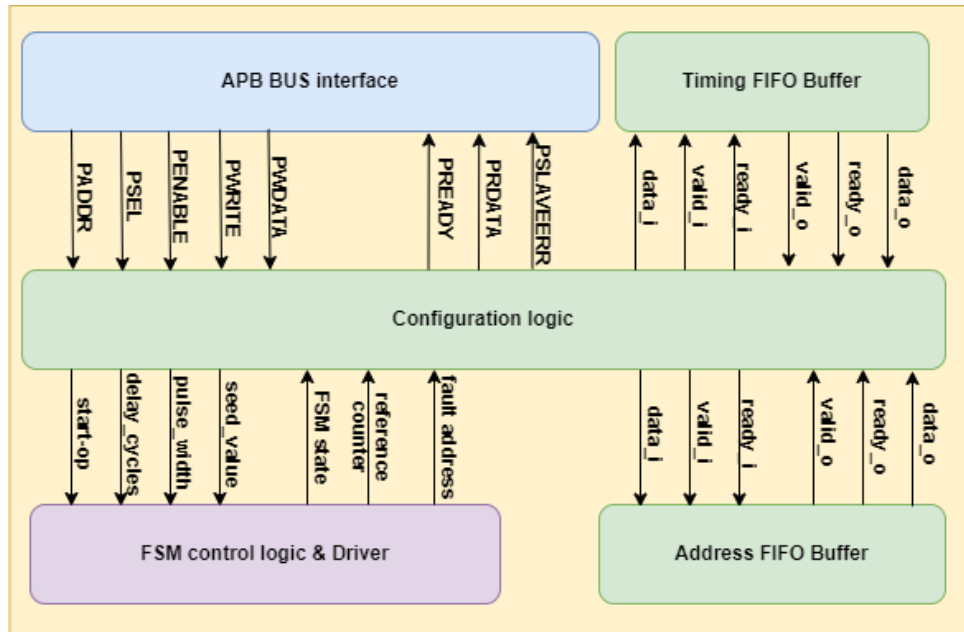 APB BUS interface
Timing FIFO Buffer
PADDR
PSEL
PENABLE
PWRITE
PWDATA
PREADY
PRDATA
PSLAVEERR
data_i
valid_i
ready_i
valid_o
ready_o
data_o
Configuration logic
start-op
delay_cycles
pulse_width
seed_value
FSM state
reference
counter
fault address
data_i
valid_i
ready_i
valid_o
ready_o
data_o
FSM control logic & Driver
Address FIFO Buffer